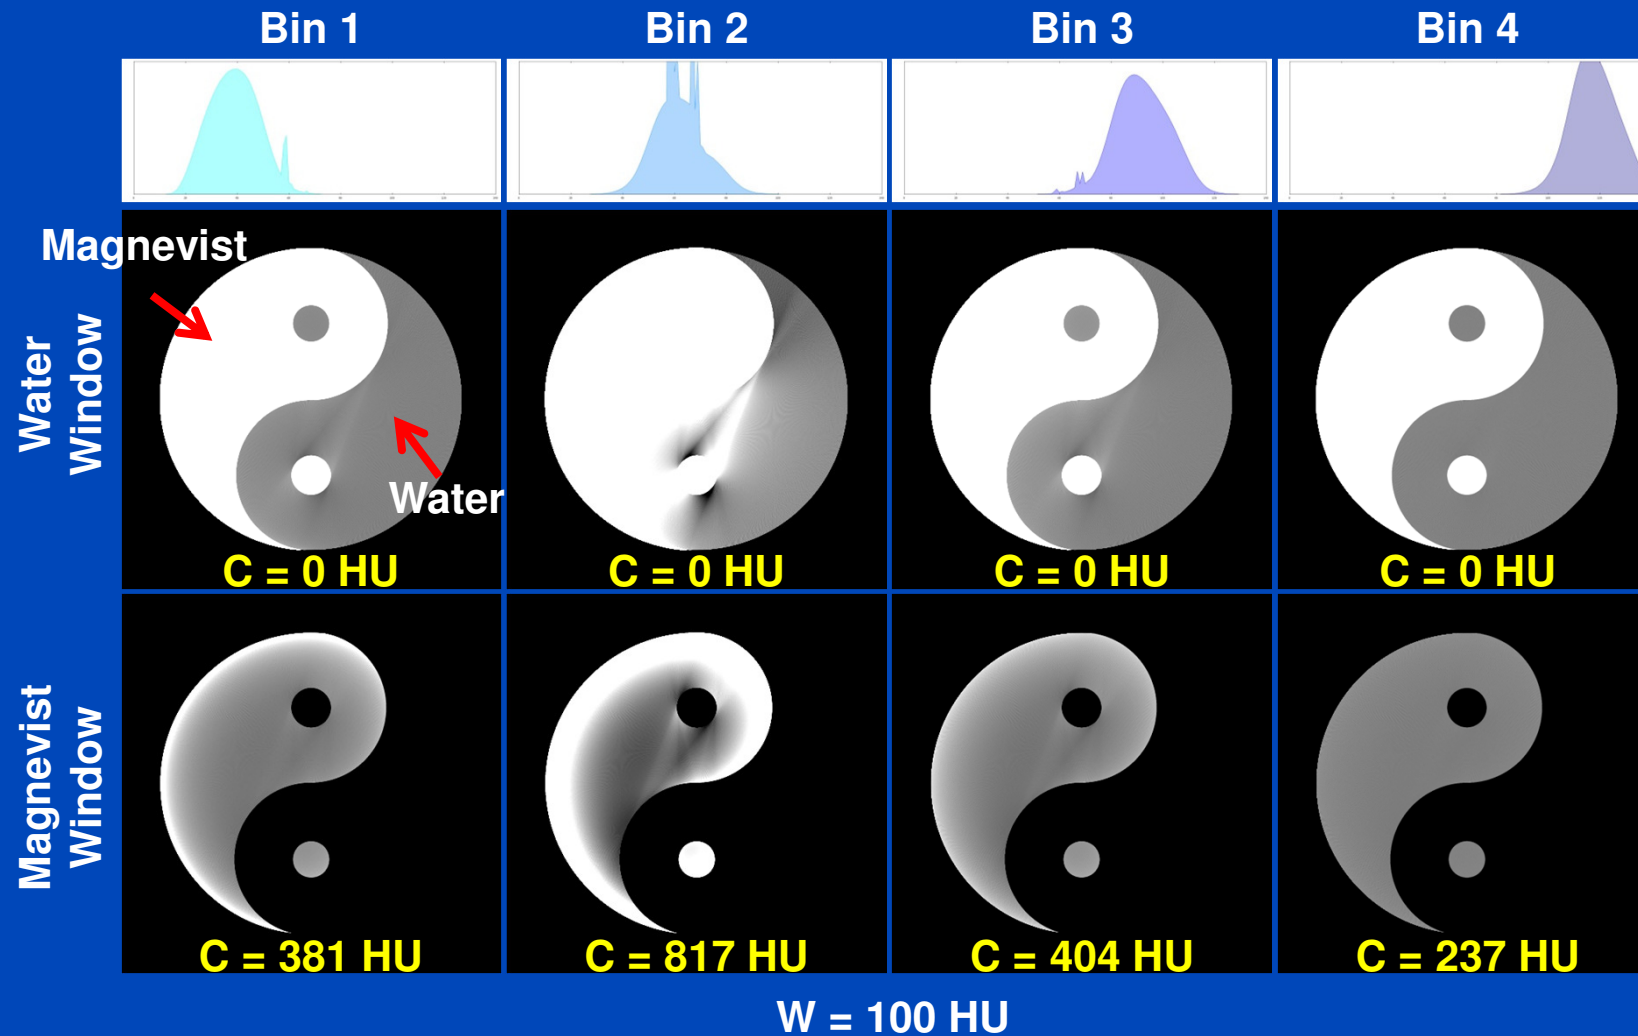 Bin 1
Bin 2
Bin 3
Bin 4
Magnevist
Water
Water
Window
C = 0 HU
C = 0 HU
C = 0 HU
C = 0 HU
Magnevist
Window
C = 381 HU
C = 817 HU
C = 404 HU
C = 237 HU
W = 100 HU